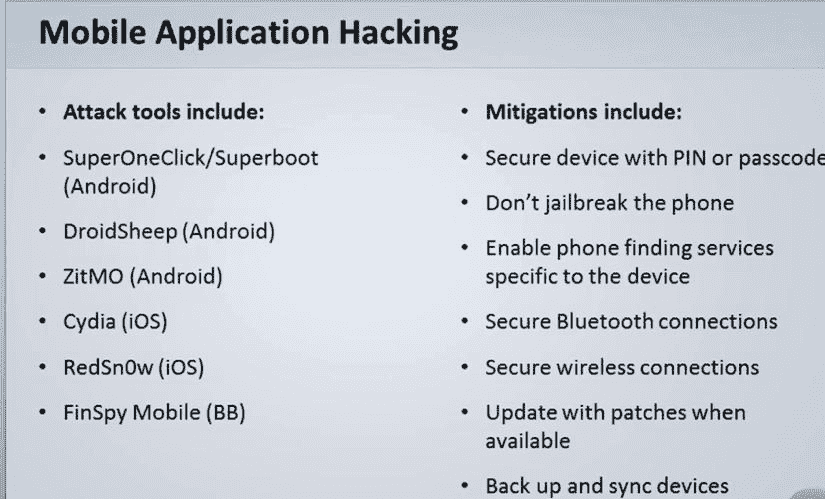 Mobile Application Hacking
• Attack tools include:
• SuperOneClick/Superboot
(Android)
• DroidSheep (Android)
• ZitMO (Android)
• Cydia (iOS)
• RedSn0w (iOS)
• FinSpy Mobile (BB)
• Mitigations include:
• Secure device with PIN or passcode
• Don’t jailbreak the phone
• Enable phone finding services
specific to the device
• Secure Bluetooth connections
• Secure wireless connections
• Update with patches when
available
• Back up and sync devices